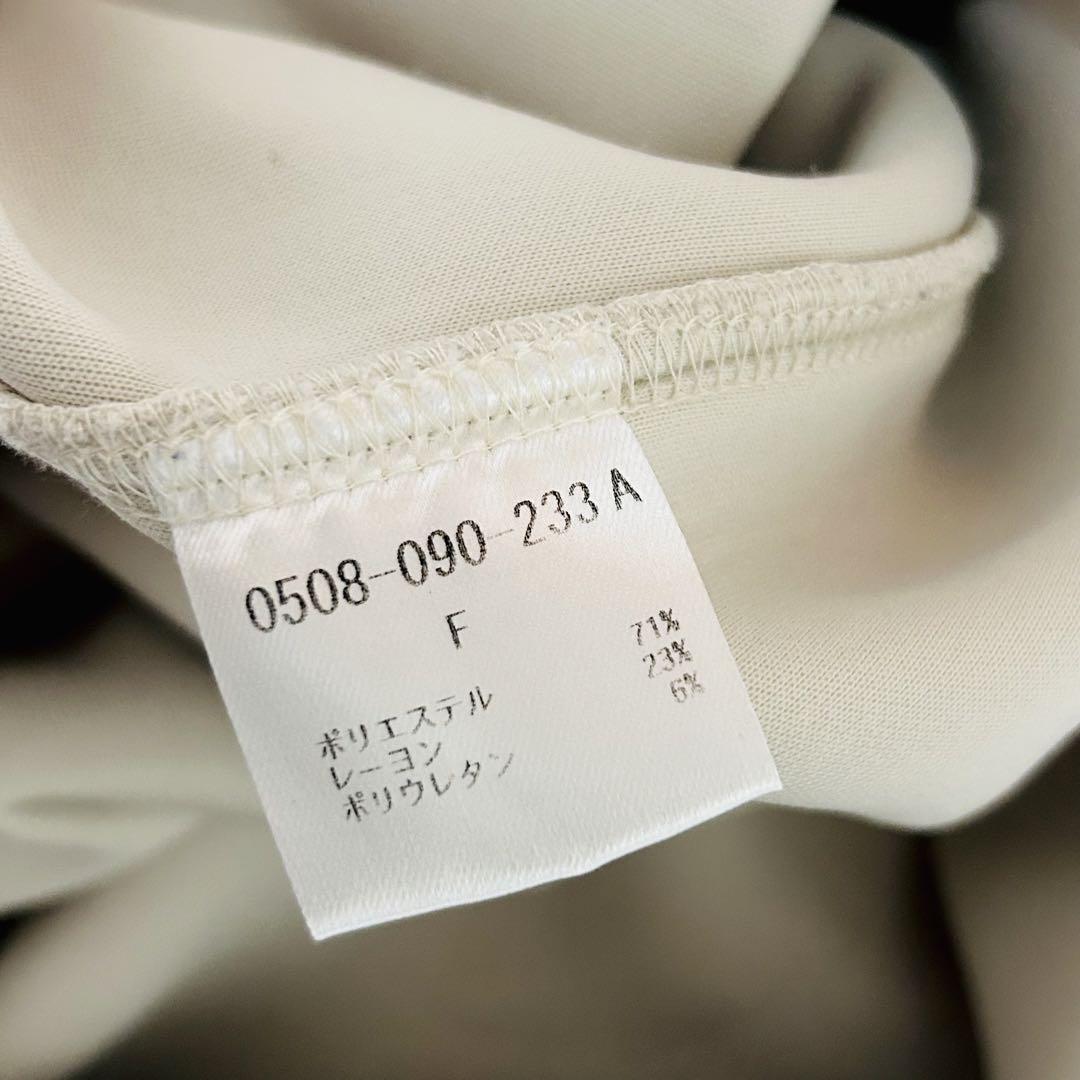 0508-090-233 A
F
ポリエステル 71%
レーヨン 23%
ポリウレタン 6%